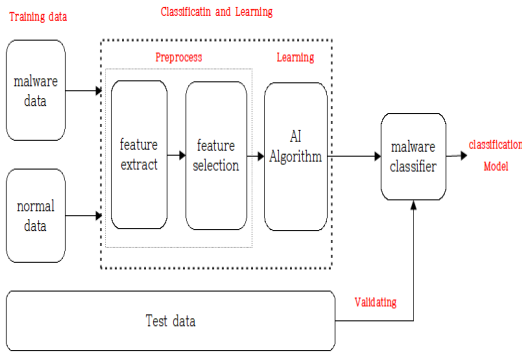 Training data
Classificatin and Learning
Preprocess
Learning
malware
data
feature
extract
feature
selection
AI
Algorithm
malware
classifier
classification
Model
normal
data
Validating
Test data